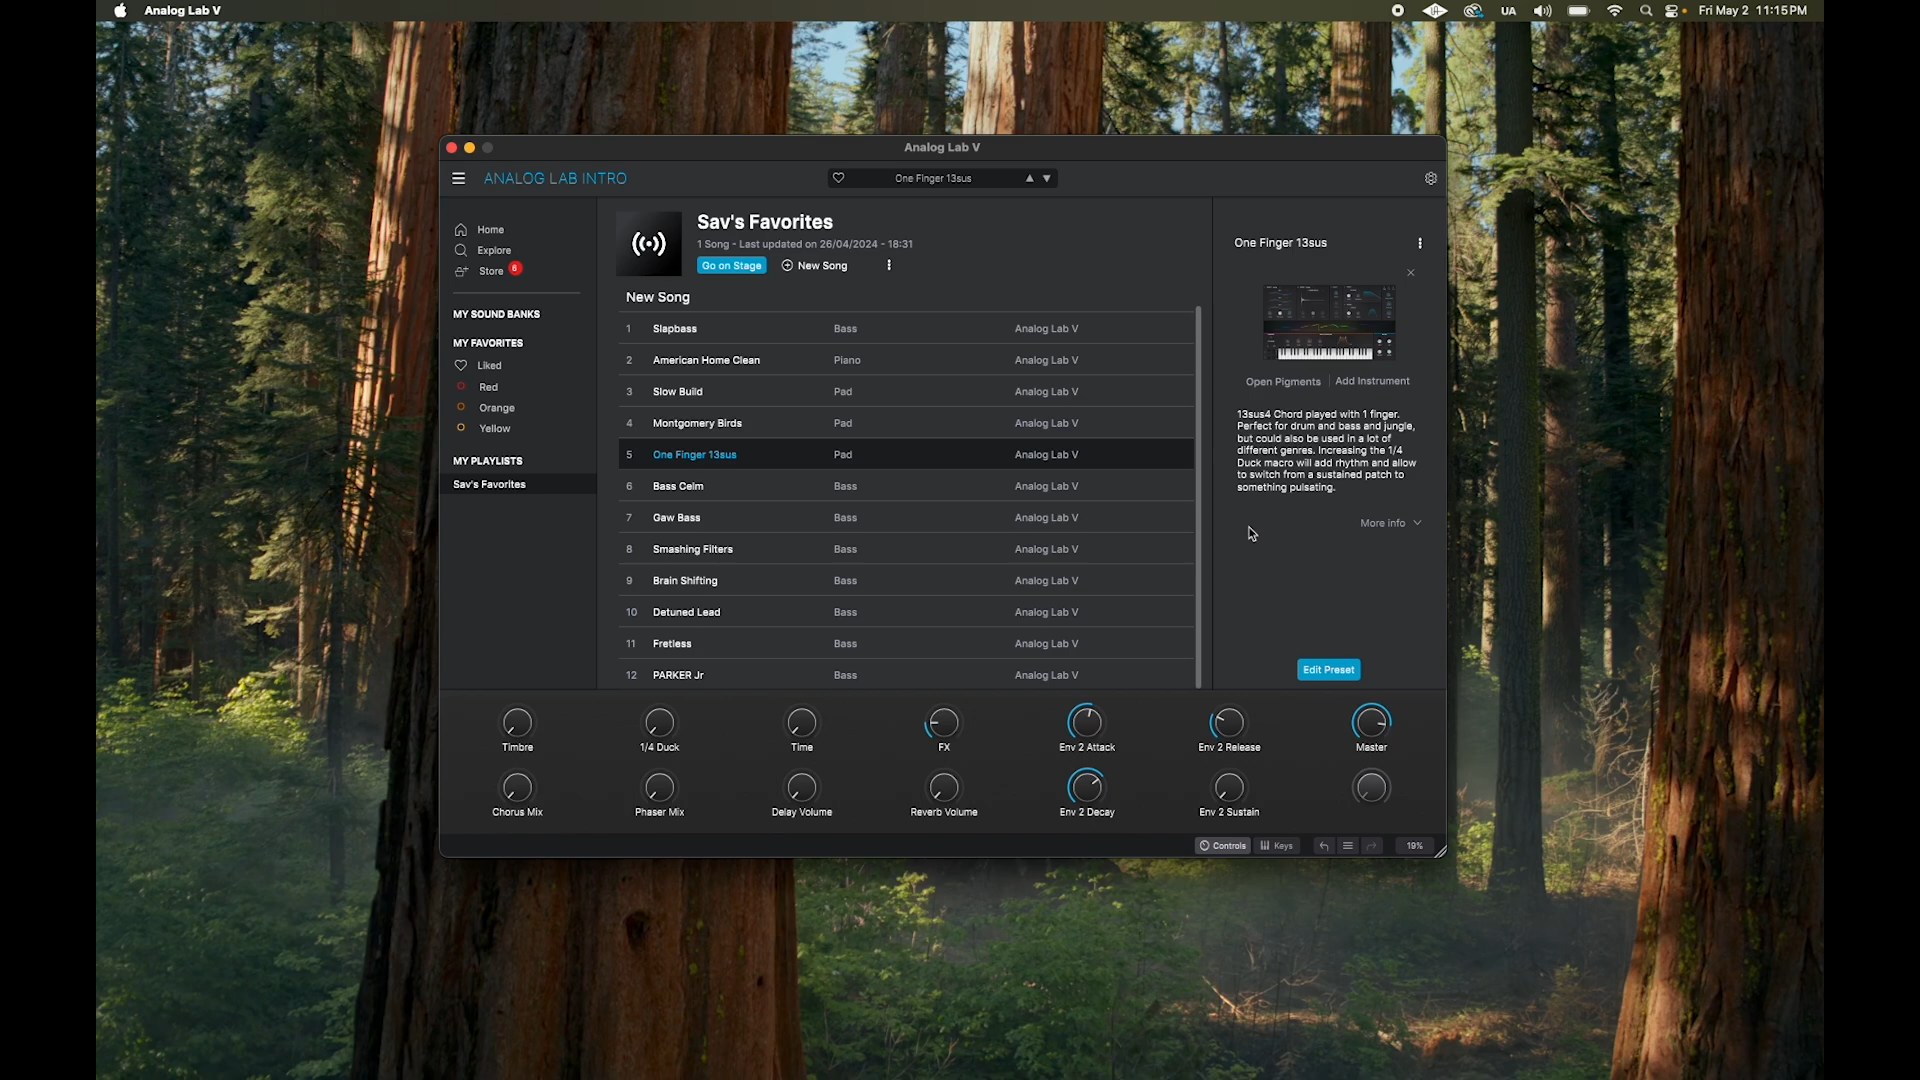 Analog Lab V
UA
Fri May 2 11:15 PM
Analog Lab V
ANALOG LAB INTRO
One Finger 13sus
Home
Explore
Store 6
MY SOUND BANKS
MY FAVORITES
Liked
Red
Orange
Yellow
MY PLAYLISTS
Sav's Favorites
Sav's Favorites
1 Song - Last updated on 26/04/2024 - 18:31
Go on Stage
New Song
New Song
1 Slapbass Bass Analog Lab V
2 American Home Clean Piano Analog Lab V
3 Slow Build Pad Analog Lab V
4 Montgomery Birds Pad Analog Lab V
5 One Finger 13sus Pad Analog Lab V
6 Bass Celm Bass Analog Lab V
7 Gaw Bass Bass Analog Lab V
8 Smashing Filters Bass Analog Lab V
9 Brain Shifting Bass Analog Lab V
10 Detuned Lead Bass Analog Lab V
11 Fretless Bass Analog Lab V
12 PARKER Jr Bass Analog Lab V
One Finger 13sus
Open Pigments
Add Instrument
13sus4 Chord played with 1 finger.
Perfect for drum and bass and jungle,
but could also be used in a lot of
different genres. Increasing the 1/4
Duck macro will add rhythm and allow
to switch from a sustained patch to
something pulsating.
More info
Edit Preset
Timbre
1/4 Duck
Time
FX
Env 2 Attack
Env 2 Release
Master
Chorus Mix
Phaser Mix
Delay Volume
Reverb Volume
Env 2 Decay
Env 2 Sustain
Controls
Keys
19%